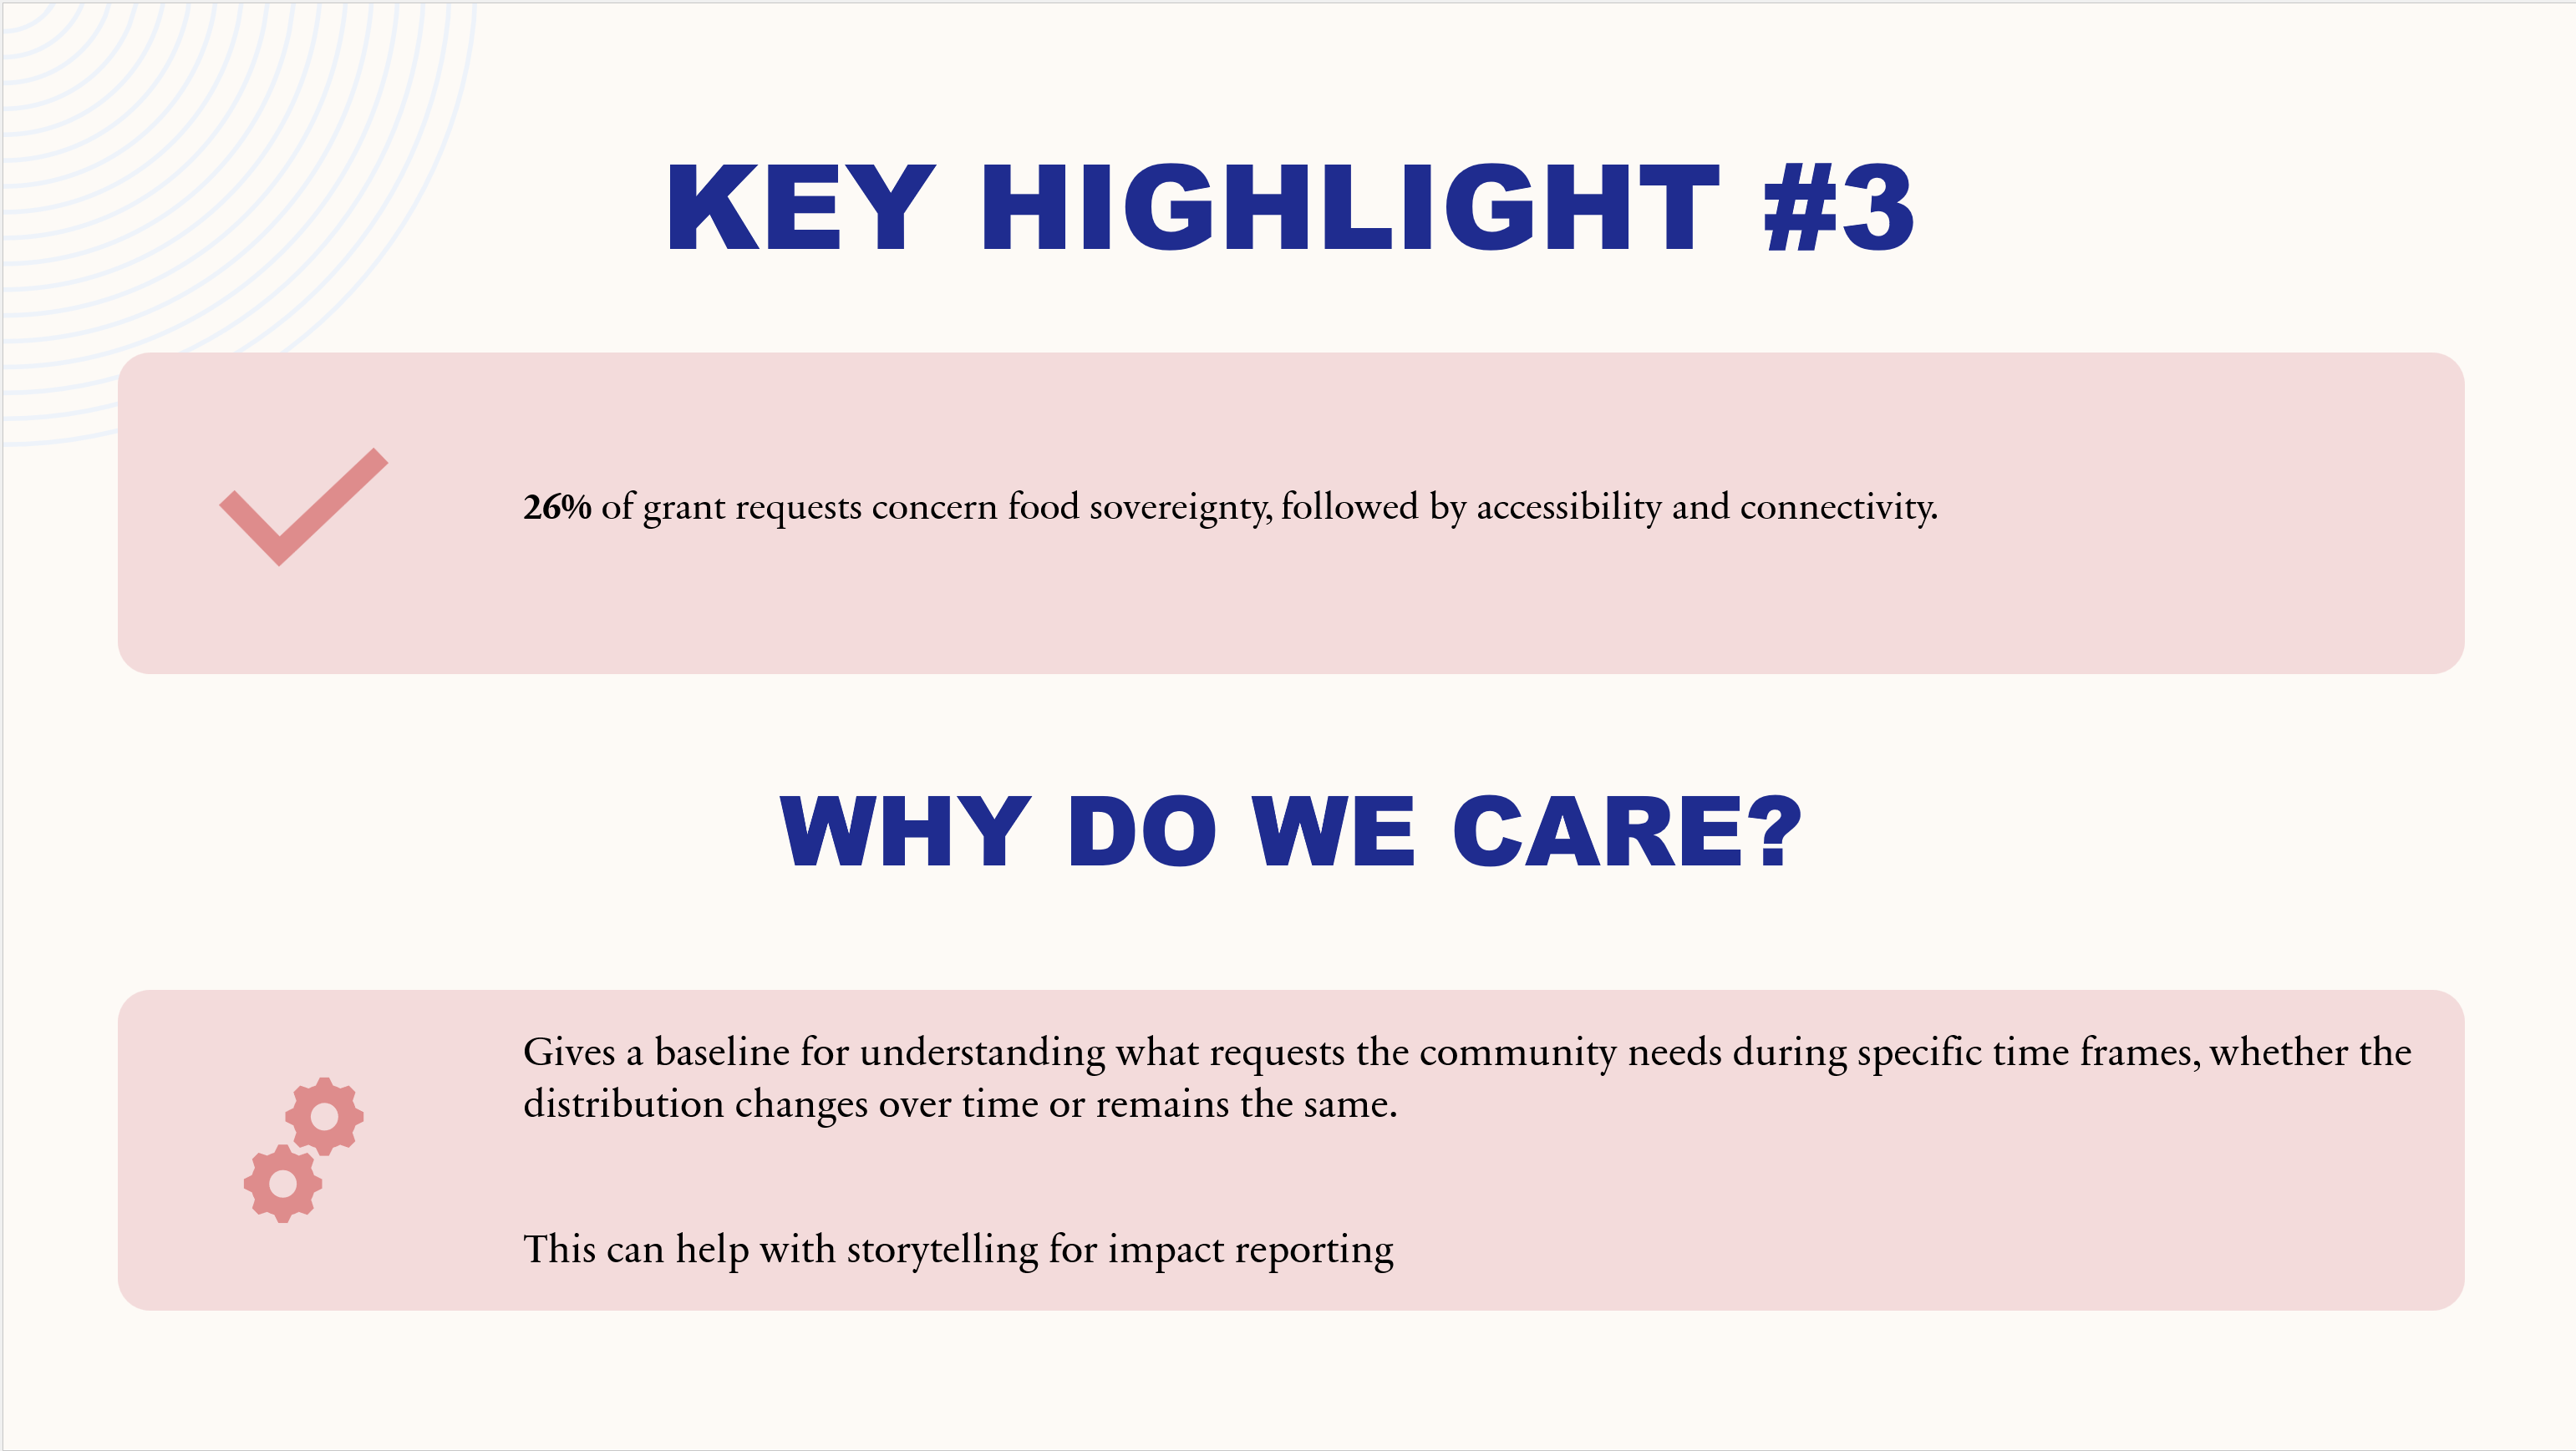 KEY HIGHLIGHT #3
26% of grant requests concern food sovereignty, followed by accessibility and connectivity.
WHY DO WE CARE?
Gives a baseline for understanding what requests the community needs during specific time frames, whether the
distribution changes over time or remains the same.
This can help with storytelling for impact reporting